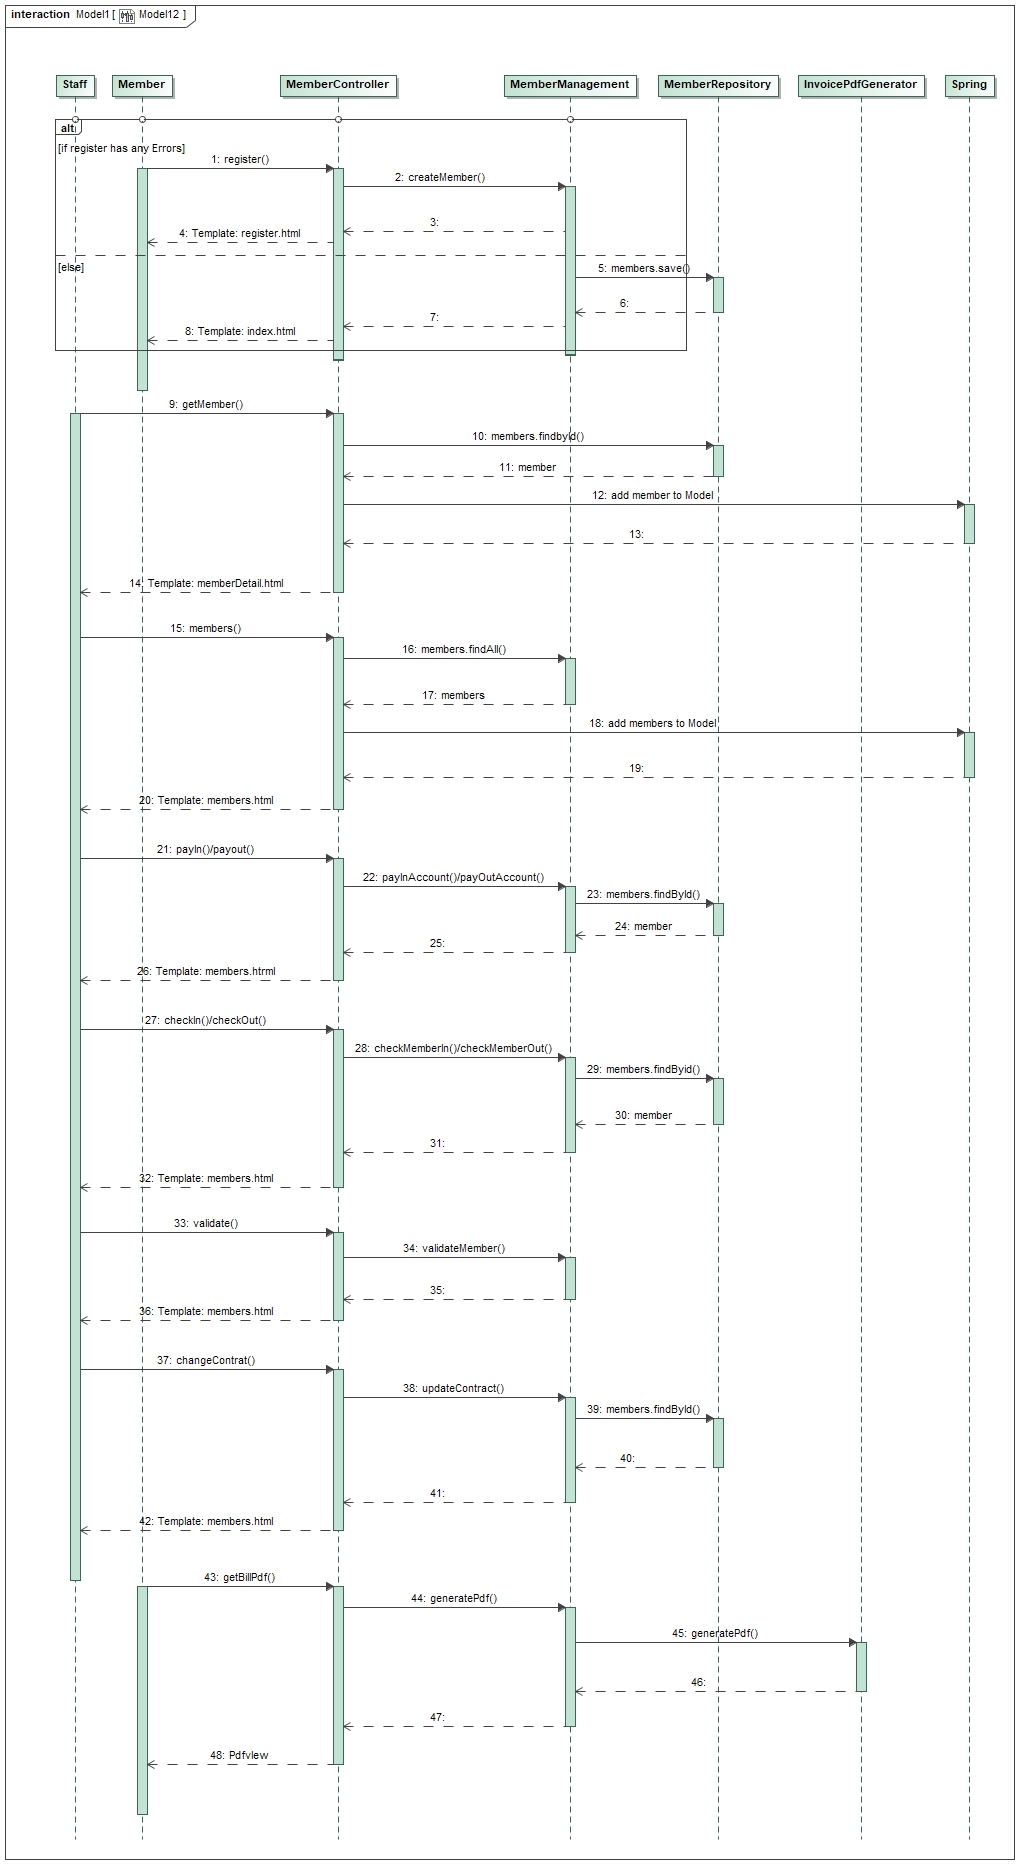 interaction Model1 [ Model12 ]
Staff Member MemberController MemberManagement MemberRepository InvoicePdfGenerator Spring
alt
[if register has any Errors]
1: register()
2: createMember()
3:
4: Template: register.html
[else]
5: members.save()
6:
7:
8: Template: index.html
9: getMember()
10: members.findbyId()
11: member
12: add member to Model
13:
14: Template: memberDetail.html
15: members()
16: members.findAll()
17: members
18: add members to Model
19:
20: Template: members.html
21: payIn()/payout()
22: payInAccount()/payOutAccount()
23: members.findById()
24: member
25:
26: Template: members.htrml
27: checkIn()/checkOut()
28: checkMemberIn()/checkMemberOut()
29: members.findByid()
30: member
31:
32: Template: members.html
33: validate()
34: validateMember()
35:
36: Template: members.html
37: changeContrat()
38: updateContract()
39: members.findById()
40:
41:
42: Template: members.html
43: getBillPdf()
44: generatePdf()
45: generatePdf()
46:
47:
48: PdfvIew